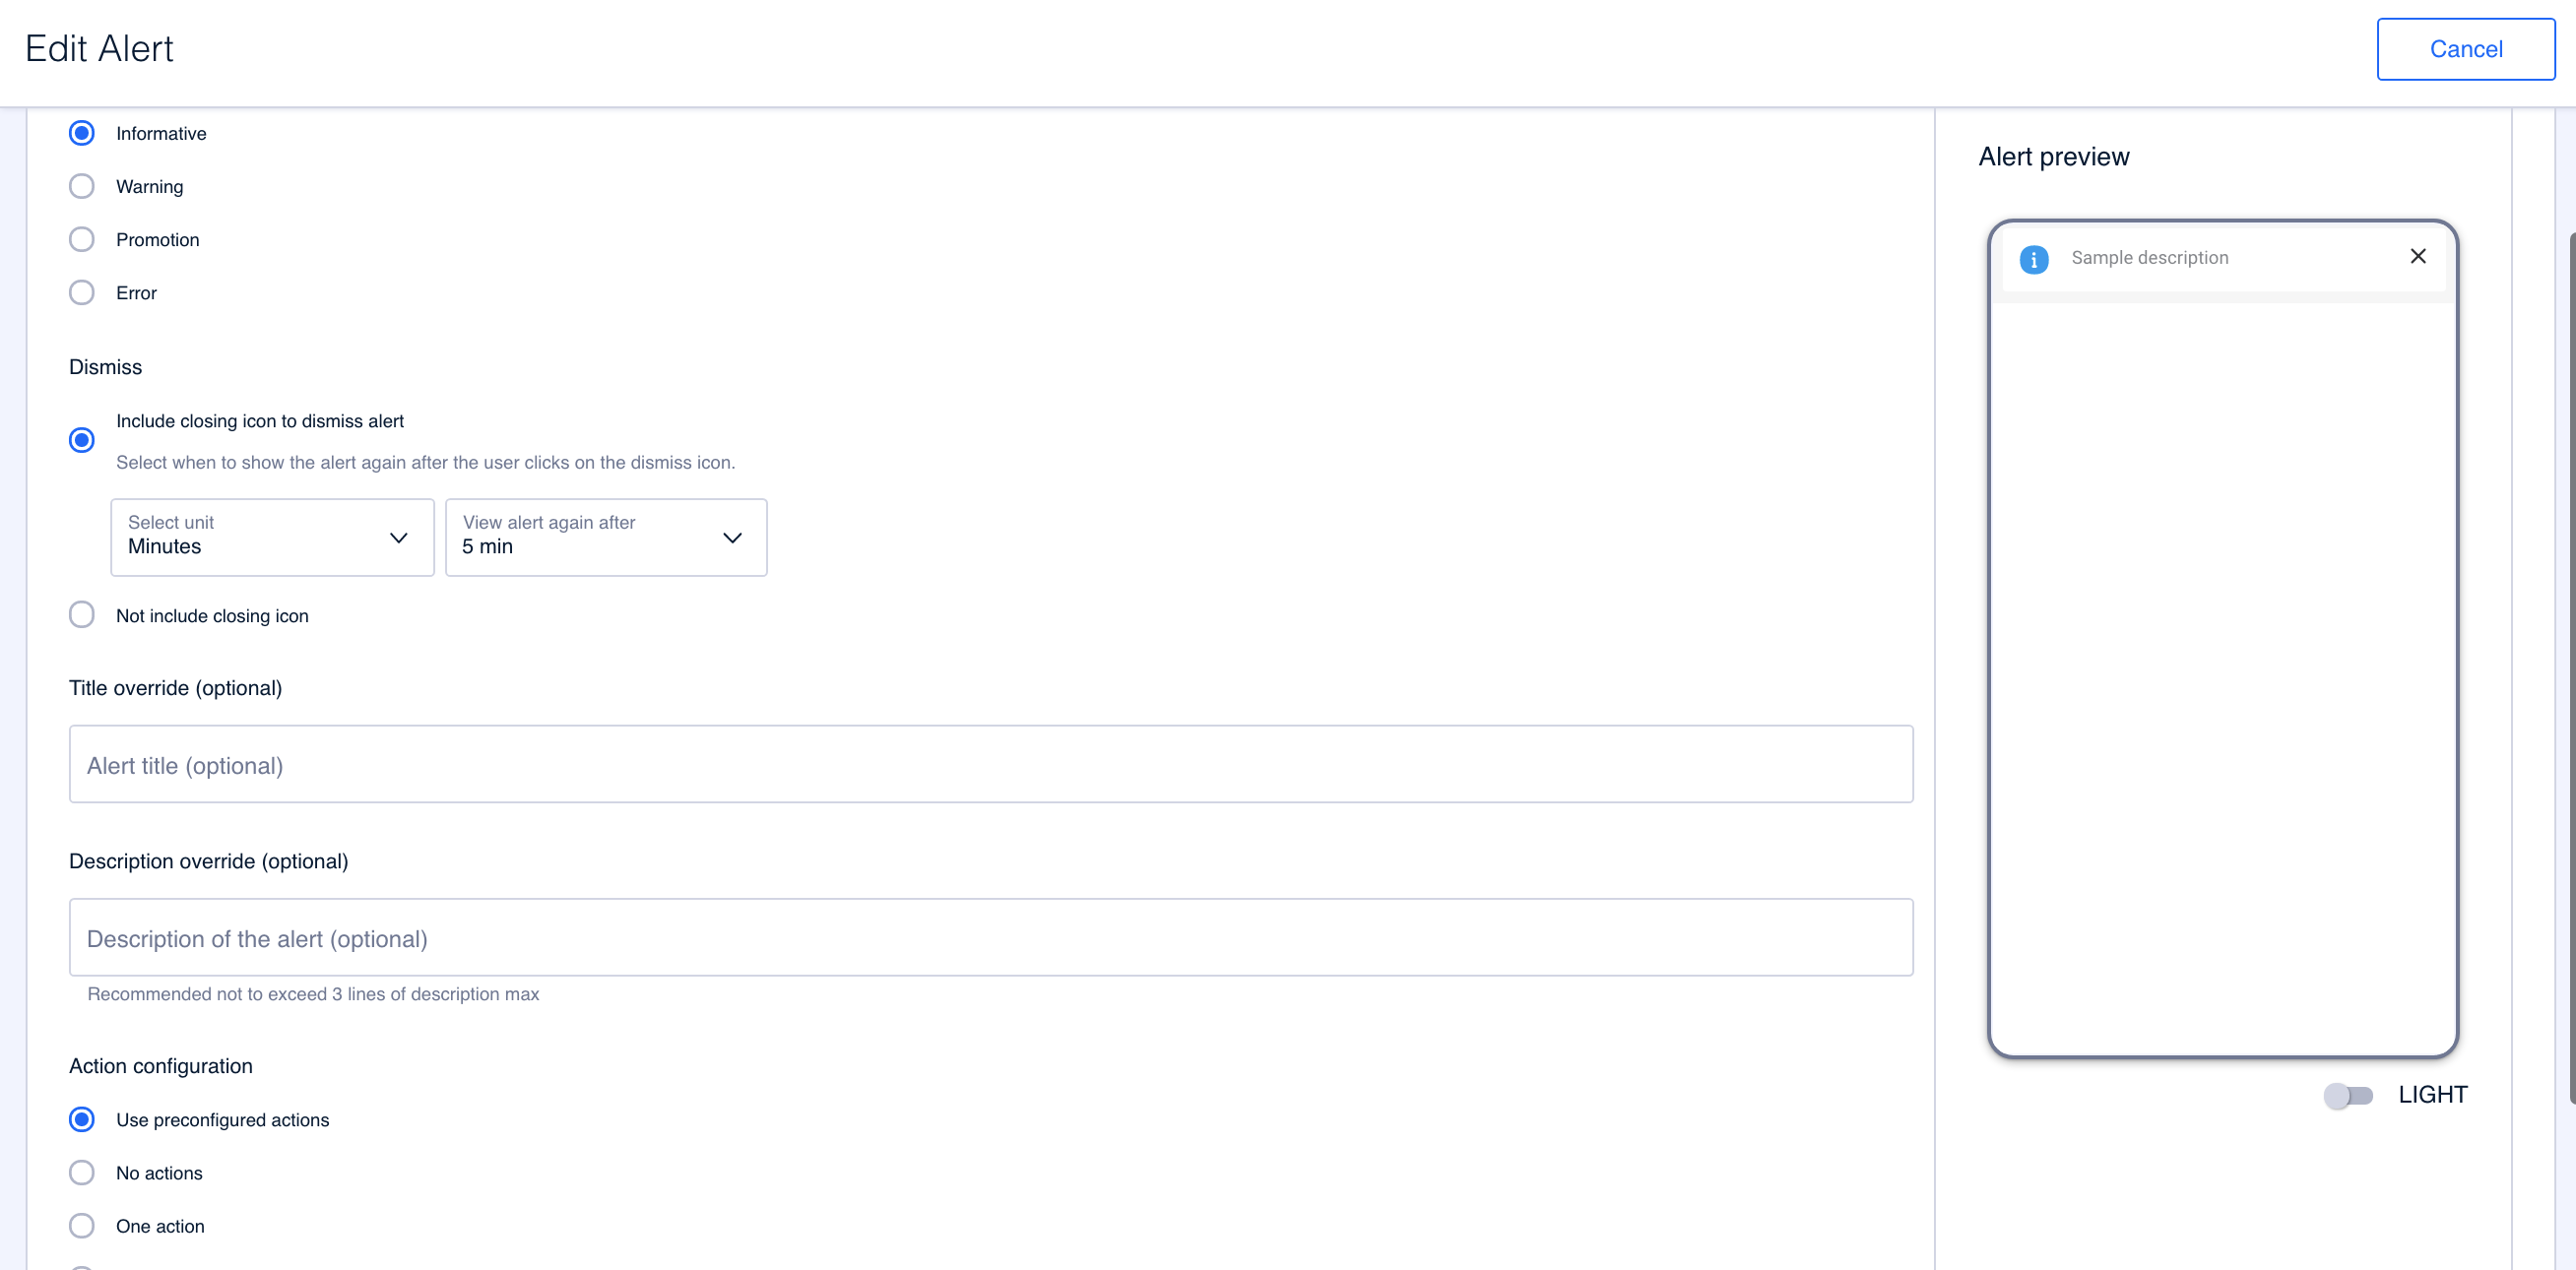 Edit Alert
Cancel
Informative
Warning
Promotion
Error
Dismiss
Include closing icon to dismiss alert
Select when to show the alert again after the user clicks on the dismiss icon.
Select unit
Minutes
View alert again after
5 min
Not include closing icon
Title override (optional)
Alert title (optional)
Description override (optional)
Description of the alert (optional)
Recommended not to exceed 3 lines of description max
Action configuration
Use preconfigured actions
No actions
One action
Alert preview
Sample description
LIGHT